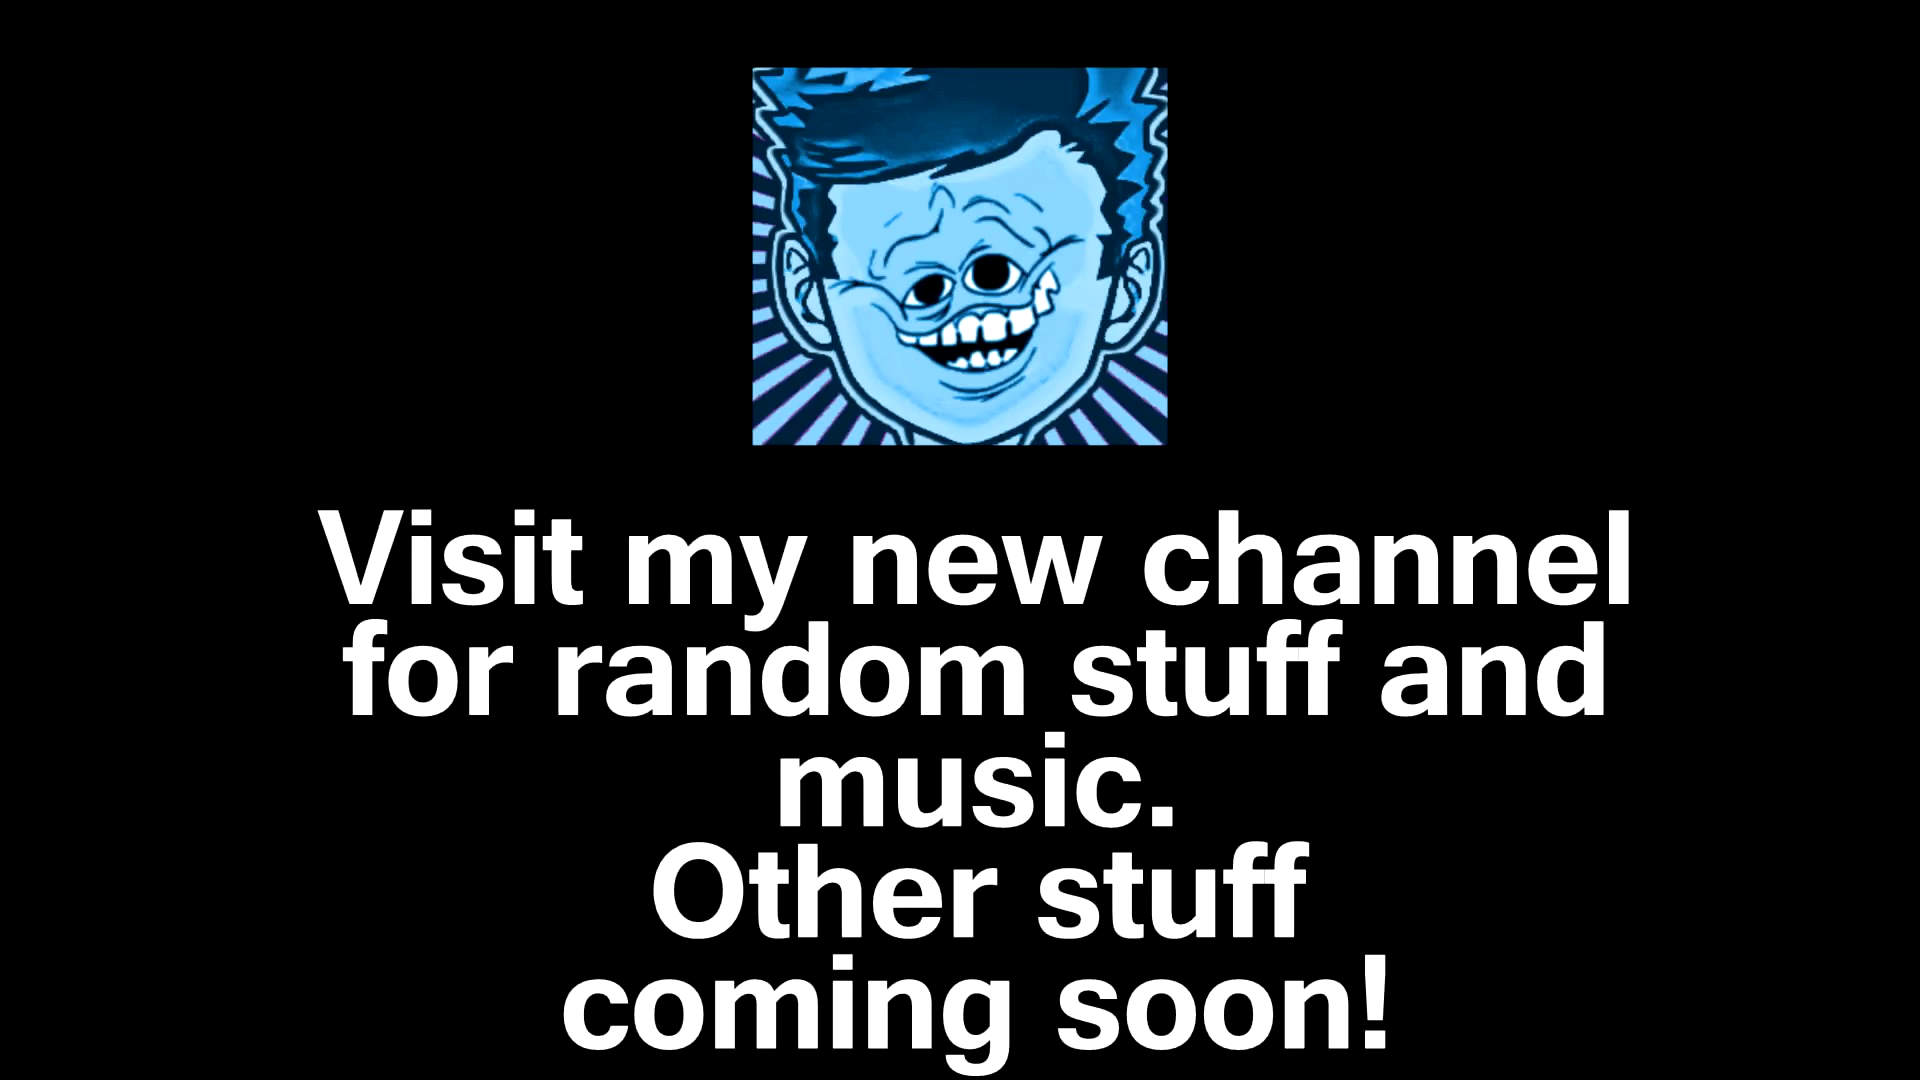 Visit my new channel
for random stuff and
music.
Other stuff
coming soon!